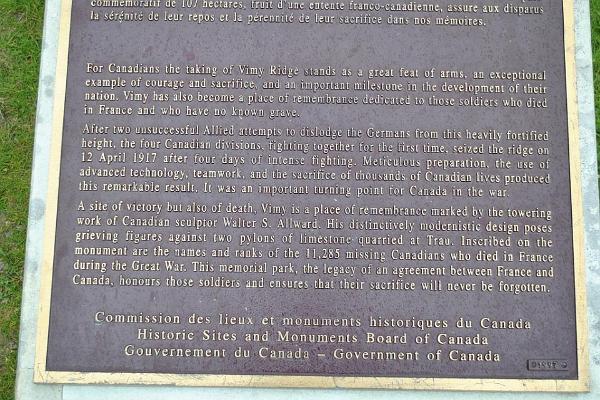 commémoratif de 107 hectares, fruit d'une entente franco-canadienne, assure aux disparus
la sérénité de leur repos et la pérennité de leur sacrifice dans nos mémoires.
For Canadians the taking of Vimy Ridge stands as a great feat of arms, an exceptional
example of courage and sacrifice, and an important milestone in the development of their
nation. Vimy has also become a place of remembrance dedicated to those soldiers who died
in France and who have no known grave.
After two unsuccessful Allied attempts to dislodge the Germans from this heavily fortified
height, the four Canadian divisions, fighting together for the first time, seized the ridge on
12 April 1917 after four days of intense fighting. Meticulous preparation, the use of
advanced technology, teamwork, and the sacrifice of thousands of Canadian lives produced
this remarkable result. It was an important turning point for Canada in the war.
A site of victory but also of death, Vimy is a place of remembrance marked by the towering
work of Canadian sculptor Walter S. Allward. His distinctively modernistic design poses
grieving figures against two pylons of limestone quarried at Trau. Inscribed on the
monument are the names and ranks of the 11,285 missing Canadians who died in France
during the Great War. This memorial park, the legacy of an agreement between France and
Canada, honours those soldiers and ensures that their sacrifice will never be forgotten.
Commission des lieux et monuments historiques du Canada
Historic Sites and Monuments Board of Canada
Gouvernement du Canada – Government of Canada